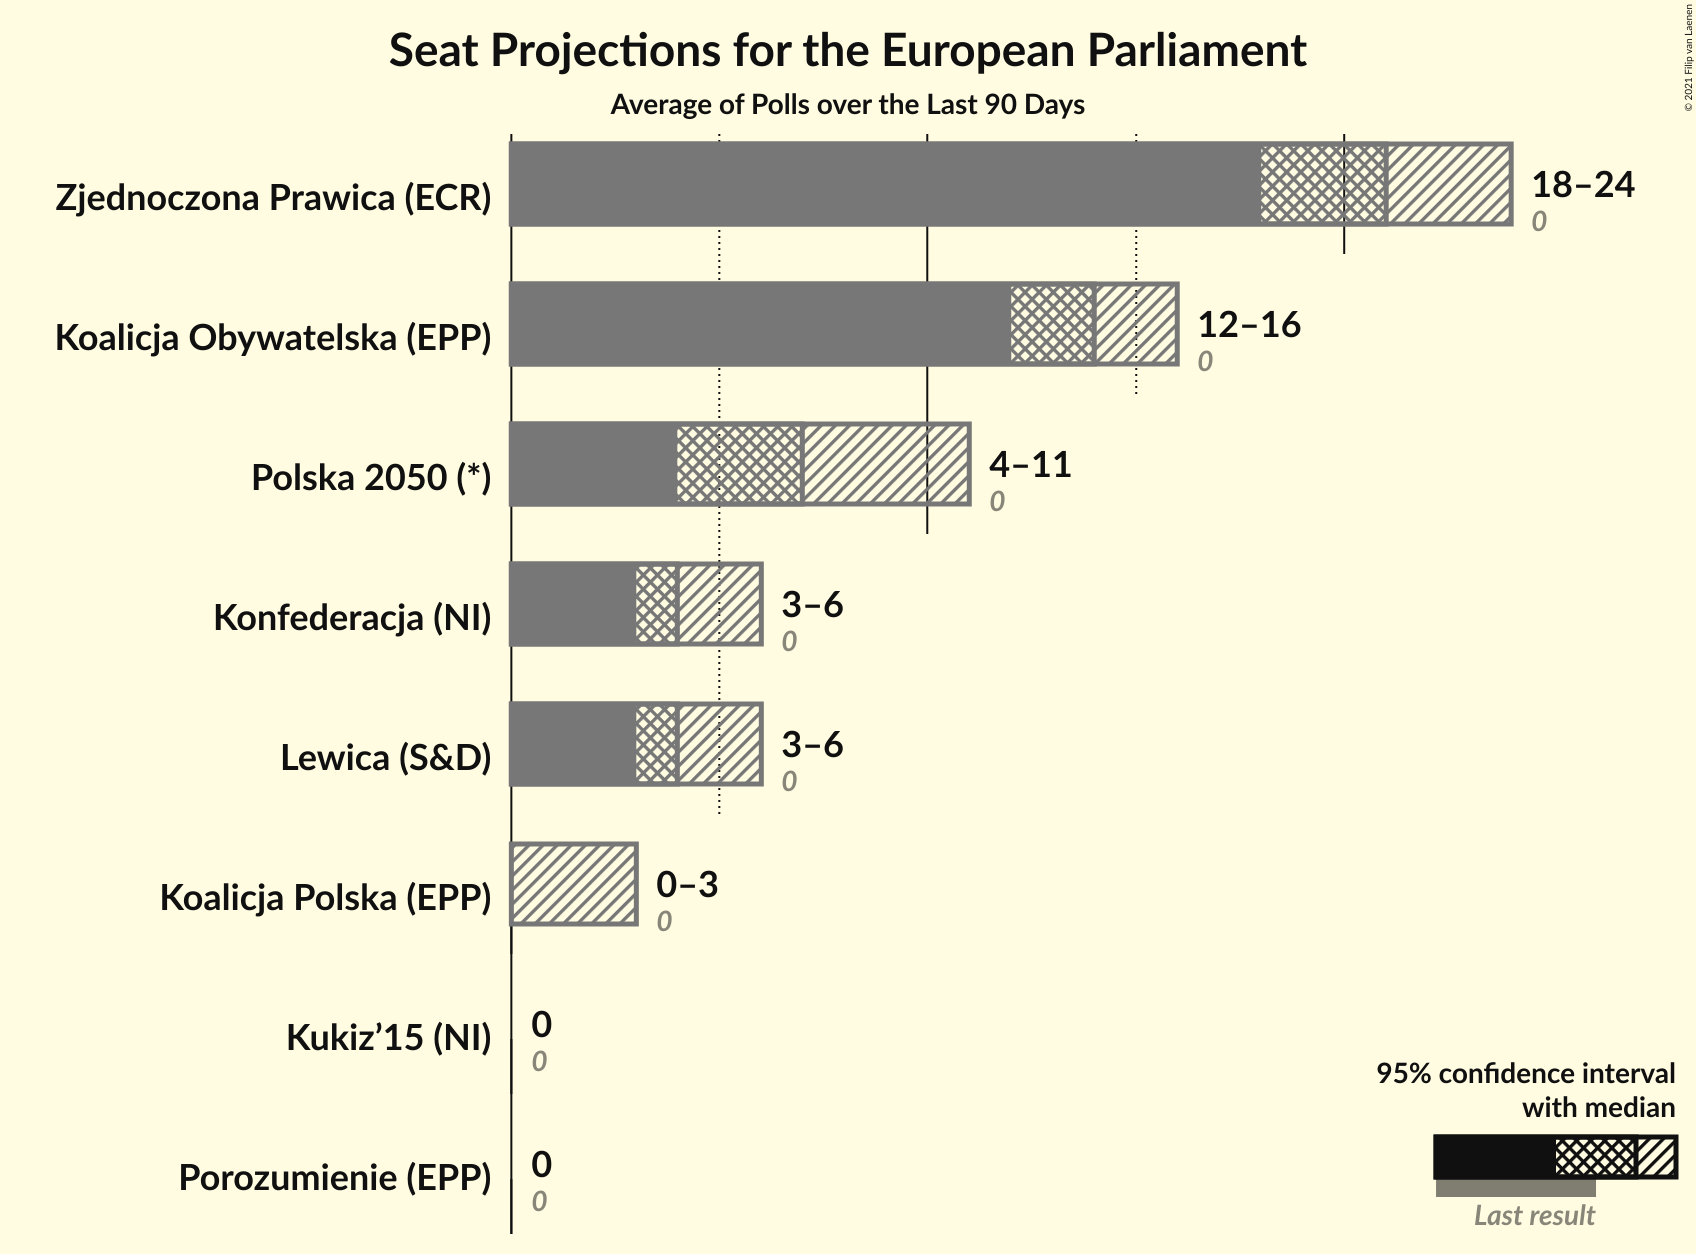 Seat Projections for the European Parliament
Average of Polls over the Last 90 Days
© 2021 Filip van Laenen
Zjednoczona Prawica (ECR)
18–24
0
Koalicja Obywatelska (EPP)
12–16
0
Polska 2050 (*)
4–11
0
Konfederacja (NI)
3–6
0
Lewica (S&D)
3–6
0
Koalicja Polska (EPP)
0–3
0
Kukiz’15 (NI)
0
0
Porozumienie (EPP)
0
0
95% confidence interval
with median
Last result